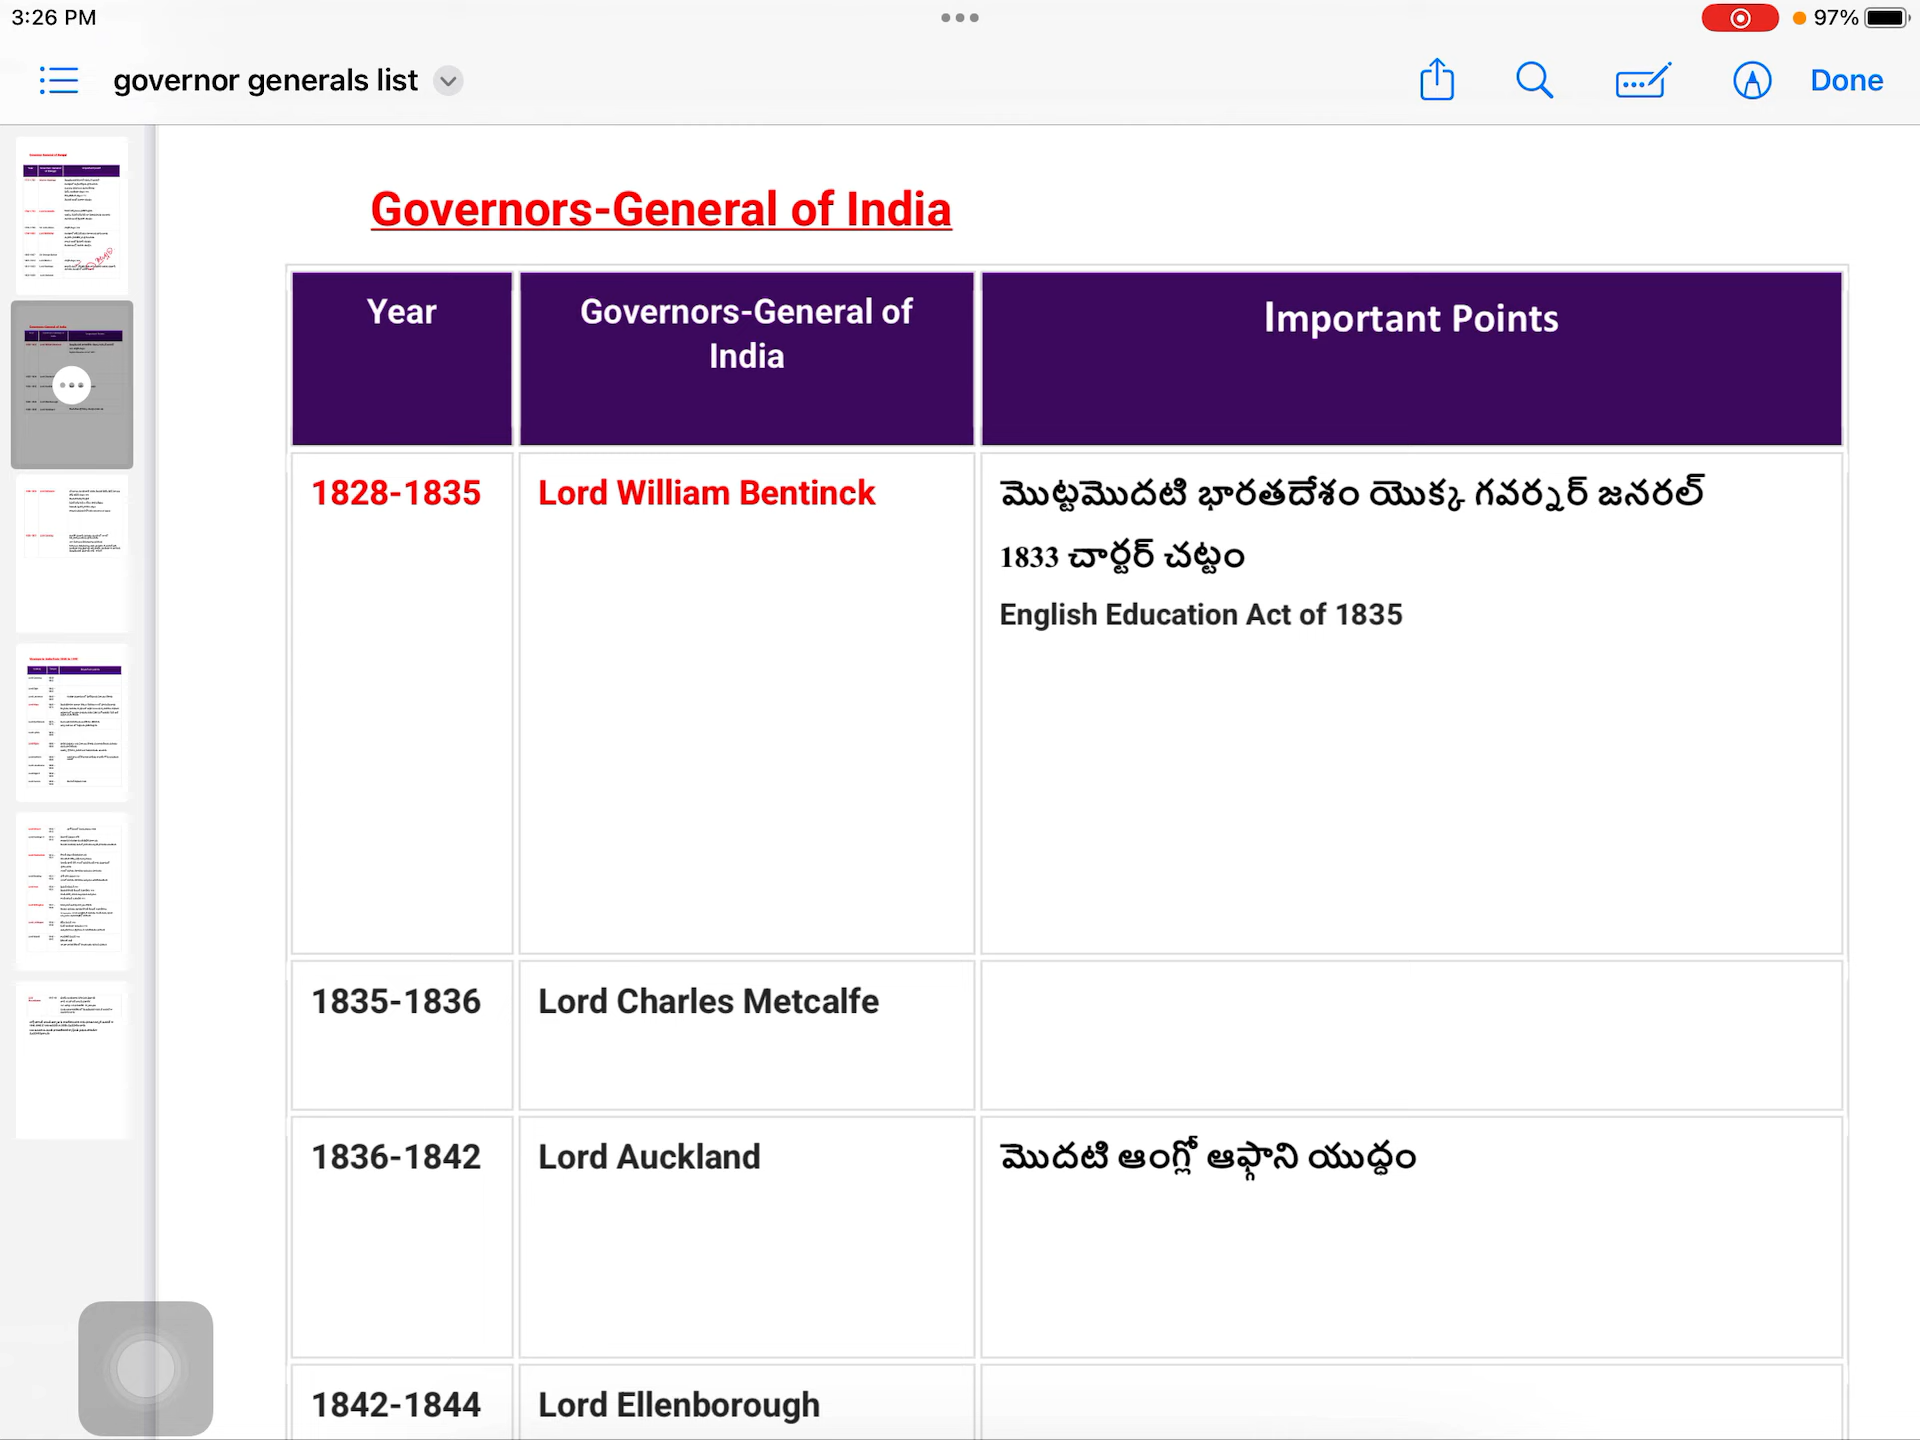 3:26 PM
97%
governor generals list
Done
Governors-General of India
Year
Governors-General of
India
Important Points
1828-1835
Lord William Bentinck
మొట్టమొదటి భారతదేశం యొక్క గవర్నర్ జనరల్
1833 చార్టర్ చట్టం
English Education Act of 1835
1835-1836
Lord Charles Metcalfe
1836-1842
Lord Auckland
మొదటి ఆంగ్లో ఆఫ్గాని యుద్ధం
1842-1844
Lord Ellenborough